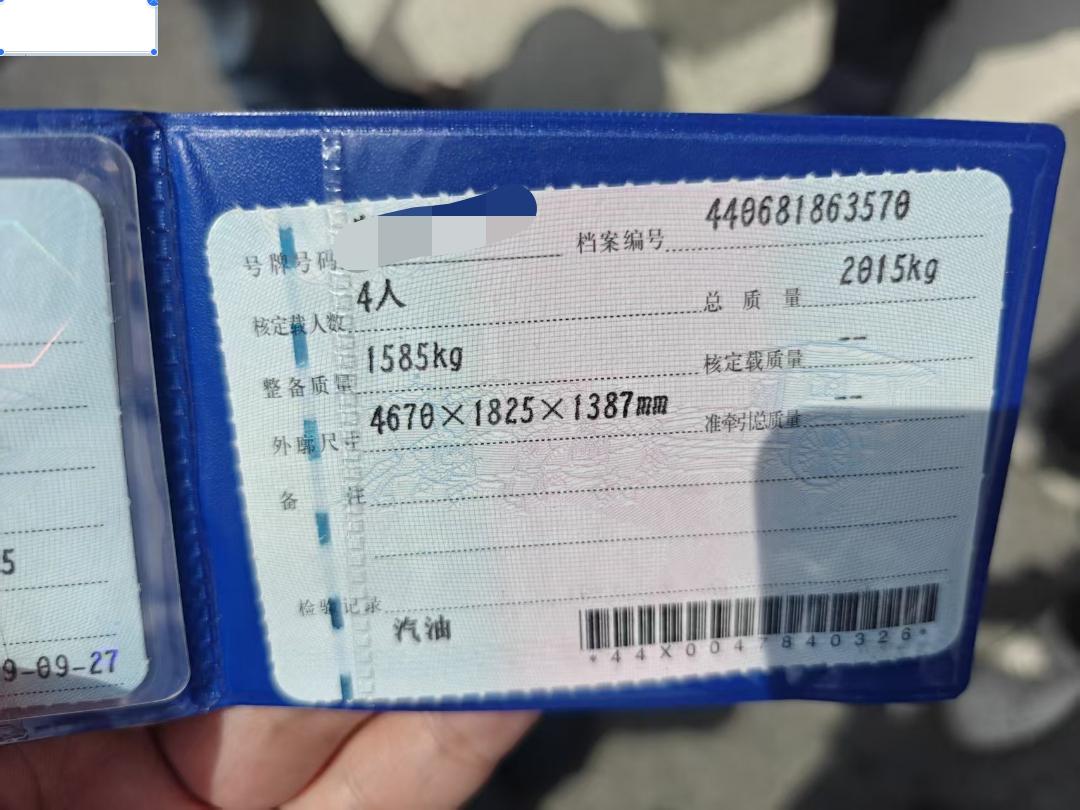 号牌号码 档案编号 440681863570
核定载人数 4人 总质量 2015kg
整备质量 1585kg 核定载质量 --
外廓尺寸 4670×1825×1387mm 准牵引总质量 --
备注
检验记录
汽油
*44X0047840326*
5
9-09-27